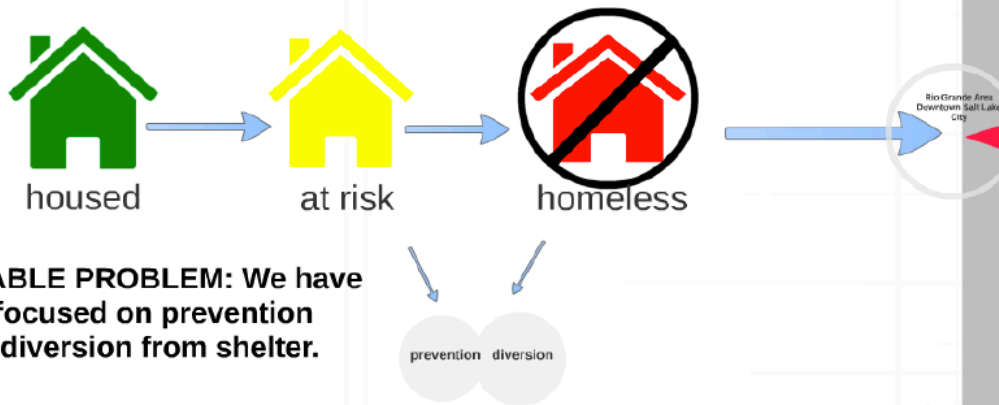 Rio Grande Area
Downtown Salt Lake
City
housed
at risk
homeless
ABLE PROBLEM: We have
focused on prevention
diversion from shelter.
prevention
diversion